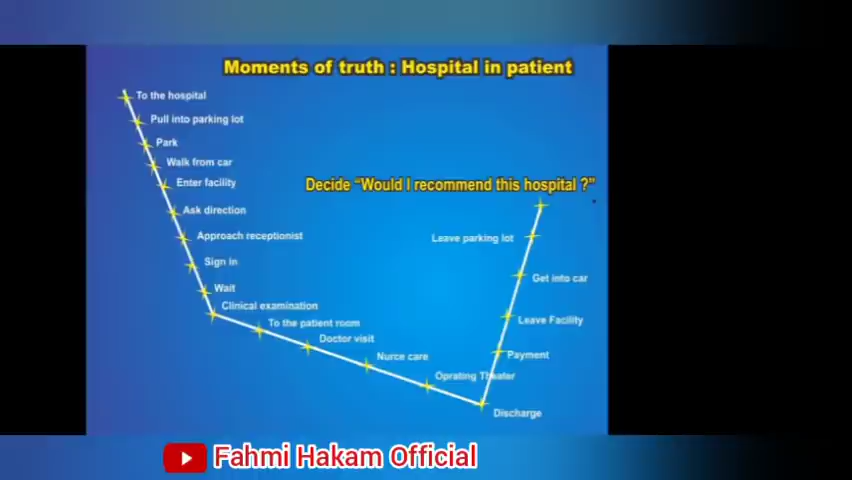 Moments of truth : Hospital in patient
To the hospital
Pull into parking lot
Park
Walk from car
Enter facility
Ask direction
Approach receptionist
Sign in
Wait
Clinical examination
To the patient room
Doctor visit
Nurce care
Oprating Theater
Discharge
Payment
Leave Facility
Get into car
Leave parking lot
Decide “Would I recommend this hospital ?”
Fahmi Hakam Official